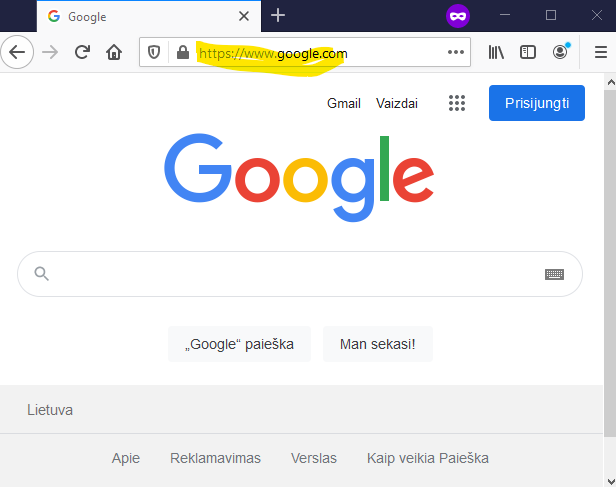 Google
https://www.google.com
Gmail Vaizdai Prisijungti
Google
„Google“ paieška Man sekasi!
Lietuva
Apie Reklamavimas Verslas Kaip veikia Paieška